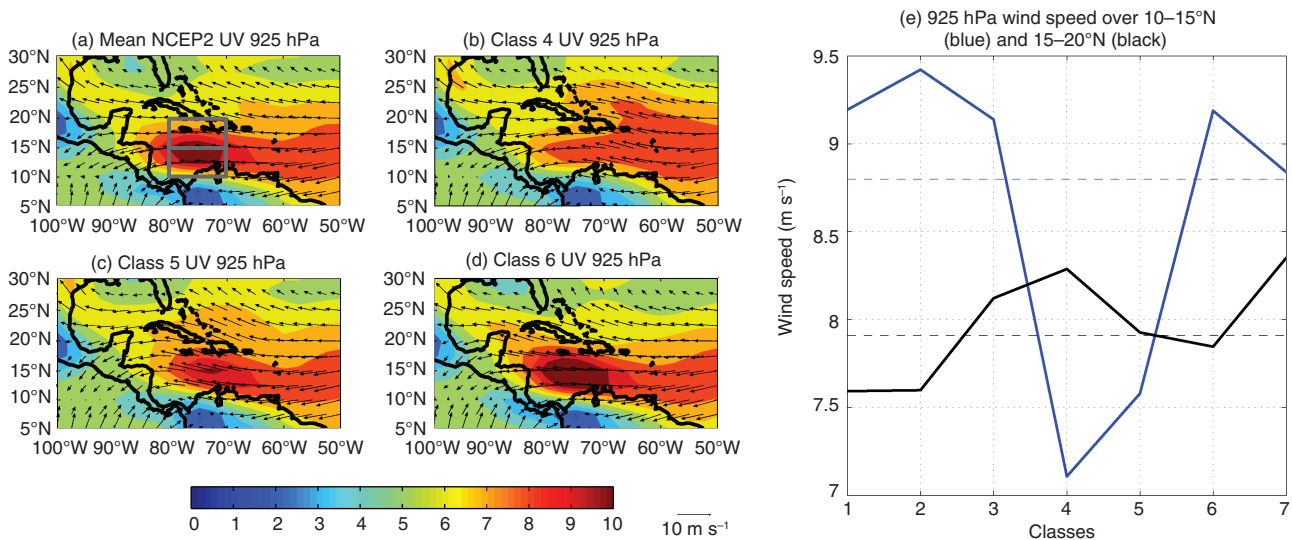 (a) Mean NCEP2 UV 925 hPa
30°N
25°N
20°N
15°N
10°N
5°N
100°W 90°W 80°W 70°W 60°W 50°W
(b) Class 4 UV 925 hPa
30°N
25°N
20°N
15°N
10°N
5°N
100°W 90°W 80°W 70°W 60°W 50°W
(c) Class 5 UV 925 hPa
30°N
25°N
20°N
15°N
10°N
5°N
100°W 90°W 80°W 70°W 60°W 50°W
(d) Class 6 UV 925 hPa
30°N
25°N
20°N
15°N
10°N
5°N
100°W 90°W 80°W 70°W 60°W 50°W
0 1 2 3 4 5 6 7 8 9 10
10 m s⁻¹
(e) 925 hPa wind speed over 10–15°N
(blue) and 15–20°N (black)
Wind speed (m s⁻¹)
9.5
9
8.5
8
7.5
7
1 2 3 4 5 6 7
Classes